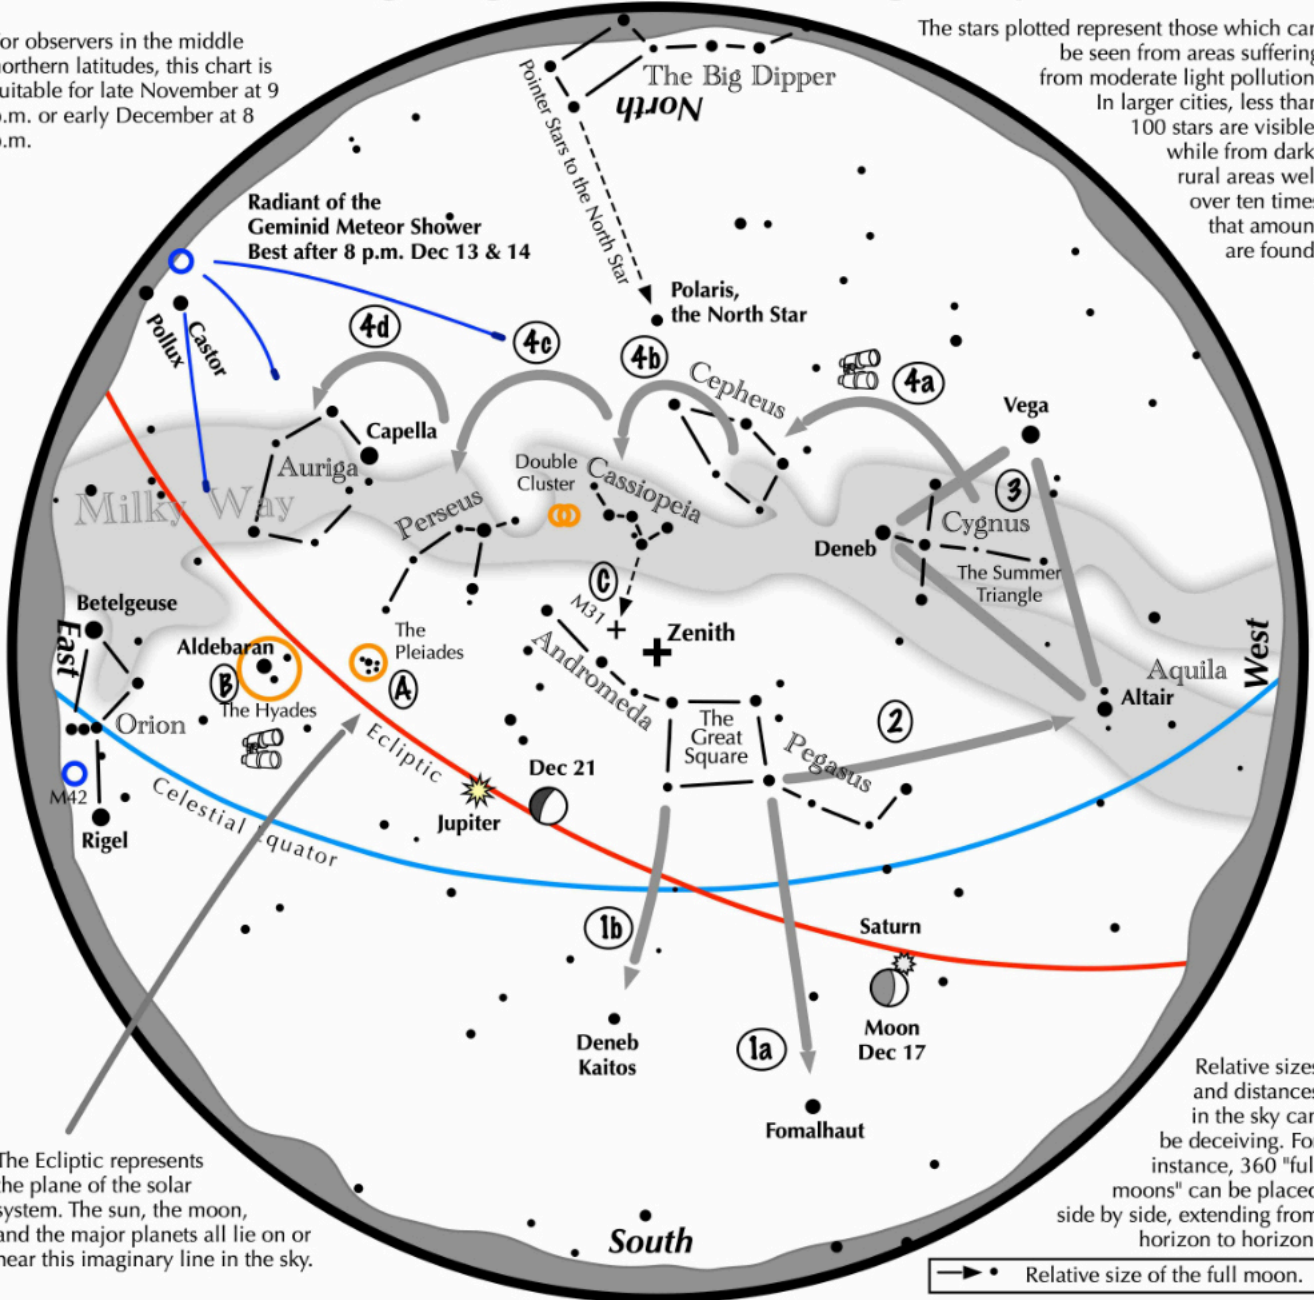 or observers in the middle
northern latitudes, this chart is
suitable for late November at 9
p.m. or early December at 8
p.m.
The stars plotted represent those which can
be seen from areas suffering
from moderate light pollution
In larger cities, less than
100 stars are visible
while from dark
rural areas wel
over ten times
that amoun
are found
The Big Dipper
North
Pointer Stars to the North Star
Radiant of the
Geminid Meteor Shower
Best after 8 p.m. Dec 13 & 14
Polaris,
the North Star
Pollux
Castor
4d
4c
4b
4a
Cepheus
Vega
Capella
Auriga
Milky Way
Perseus
Double
Cluster
Cassiopeia
3
Cygnus
Deneb
The Summer
Triangle
C
M31
Zenith
Betelgeuse
East
Aldebaran
B
The Hyades
The
Pleiades
A
Andromeda
The
Great
Square
Pegasus
2
Aquila
Altair
West
Orion
M42
Rigel
Ecliptic
Celestial Equator
Jupiter
Dec 21
1b
Saturn
Moon
Dec 17
Deneb
Kaitos
1a
Fomalhaut
South
The Ecliptic represents
the plane of the solar
system. The sun, the moon,
and the major planets all lie on or
near this imaginary line in the sky.
Relative sizes
and distances
in the sky can
be deceiving. Fo
instance, 360 "ful
moons" can be placed
side by side, extending from
horizon to horizon
Relative size of the full moon.